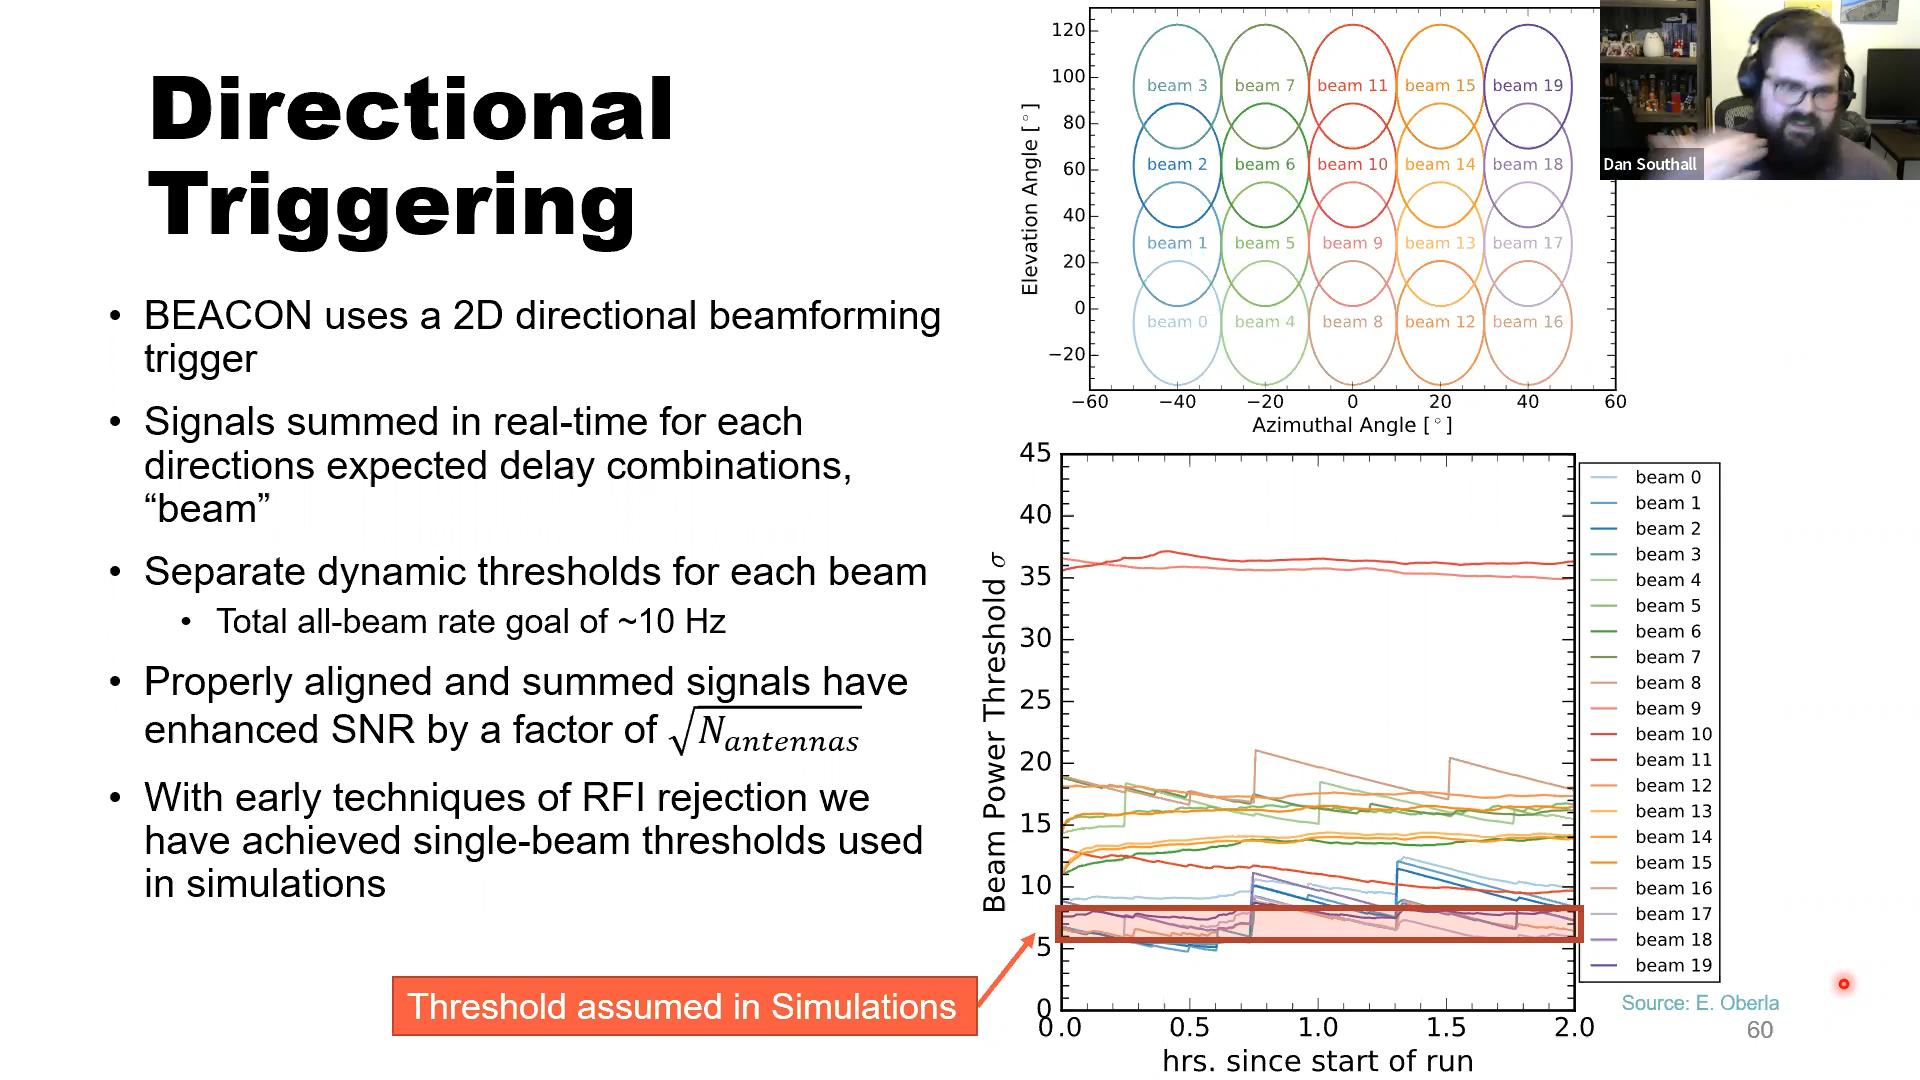 Directional
Triggering
• BEACON uses a 2D directional beamforming
trigger
• Signals summed in real-time for each
directions expected delay combinations,
“beam”
• Separate dynamic thresholds for each beam
• Total all-beam rate goal of ~10 Hz
• Properly aligned and summed signals have
enhanced SNR by a factor of √N_antennas
• With early techniques of RFI rejection we
have achieved single-beam thresholds used
in simulations
Threshold assumed in Simulations
Elevation Angle [°]
120
100
80
60
40
20
0
−20
beam 3 beam 7 beam 11 beam 15 beam 19
beam 2 beam 6 beam 10 beam 14 beam 18
beam 1 beam 5 beam 9 beam 13 beam 17
beam 0 beam 4 beam 8 beam 12 beam 16
−60 −40 −20 0 20 40 60
Azimuthal Angle [°]
Dan Southall
Beam Power Threshold σ
45
40
35
30
25
20
15
10
5
0
0.0 0.5 1.0 1.5 2.0
hrs. since start of run
beam 0
beam 1
beam 2
beam 3
beam 4
beam 5
beam 6
beam 7
beam 8
beam 9
beam 10
beam 11
beam 12
beam 13
beam 14
beam 15
beam 16
beam 17
beam 18
beam 19
Source: E. Oberla
60